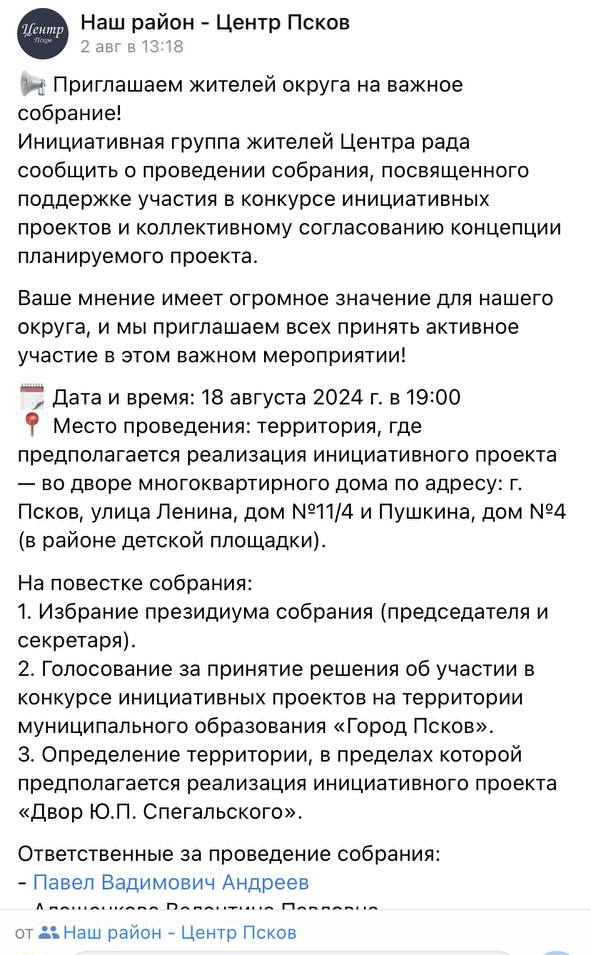 Центр
Псков
Наш район - Центр Псков
2 авг в 13:18
Приглашаем жителей округа на важное
собрание!
Инициативная группа жителей Центра рада
сообщить о проведении собрания, посвященного
поддержке участия в конкурсе инициативных
проектов и коллективному согласованию концепции
планируемого проекта.
Ваше мнение имеет огромное значение для нашего
округа, и мы приглашаем всех принять активное
участие в этом важном мероприятии!
Дата и время: 18 августа 2024 г. в 19:00
Место проведения: территория, где
предполагается реализация инициативного проекта
— во дворе многоквартирного дома по адресу: г.
Псков, улица Ленина, дом №11/4 и Пушкина, дом №4
(в районе детской площадки).
На повестке собрания:
1. Избрание президиума собрания (председателя и
секретаря).
2. Голосование за принятие решения об участии в
конкурсе инициативных проектов на территории
муниципального образования «Город Псков».
3. Определение территории, в пределах которой
предполагается реализация инициативного проекта
«Двор Ю.П. Спегальского».
Ответственные за проведение собрания:
- Павел Вадимович Андреев
Валентина Павловна
от Наш район - Центр Псков